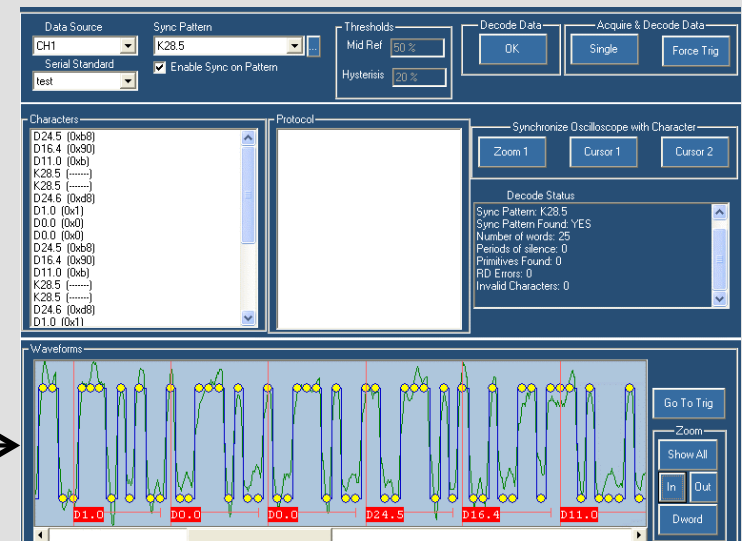 Data Source
Sync Pattern
Thresholds
Decode Data
Acquire & Decode Data
CH1
K28.5
...
Mid Ref 50 %
OK
Single
Force Trig
Serial Standard
Enable Sync on Pattern
test
Hysterisis 20 %
Characters
Protocol
Synchronize Oscilloscope with Character
D24.5 (0xb8)
D16.4 (0x90)
D11.0 (0xb)
K28.5 (------)
K28.5 (------)
D24.6 (0xd8)
D1.0 (0x1)
D0.0 (0x0)
D0.0 (0x0)
D24.5 (0xb8)
D16.4 (0x90)
D11.0 (0xb)
K28.5 (------)
K28.5 (------)
D24.6 (0xd8)
D1.0 (0x1)
Zoom 1
Cursor 1
Cursor 2
Decode Status
Sync Pattern: K28.5
Sync Pattern Found: YES
Number of words: 25
Periods of silence: 0
Primitives Found: 0
RD Errors: 0
Invalid Characters: 0
Waveforms
Go To Trig
Zoom
Show All
In
Out
Dword
D1.0
D0.0
D0.0
D24.5
D16.4
D11.0